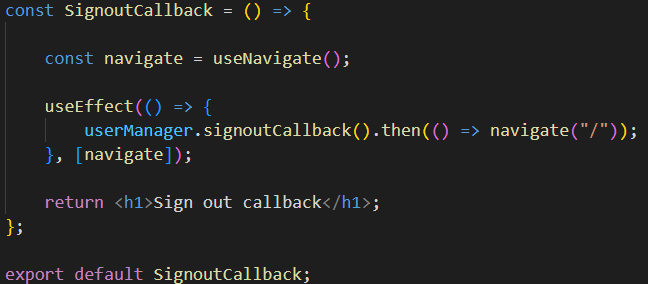 const SignoutCallback = () => {
const navigate = useNavigate();
useEffect(() => {
userManager.signoutCallback().then(() => navigate("/"));
}, [navigate]);
return <h1>Sign out callback</h1>;
};
export default SignoutCallback;